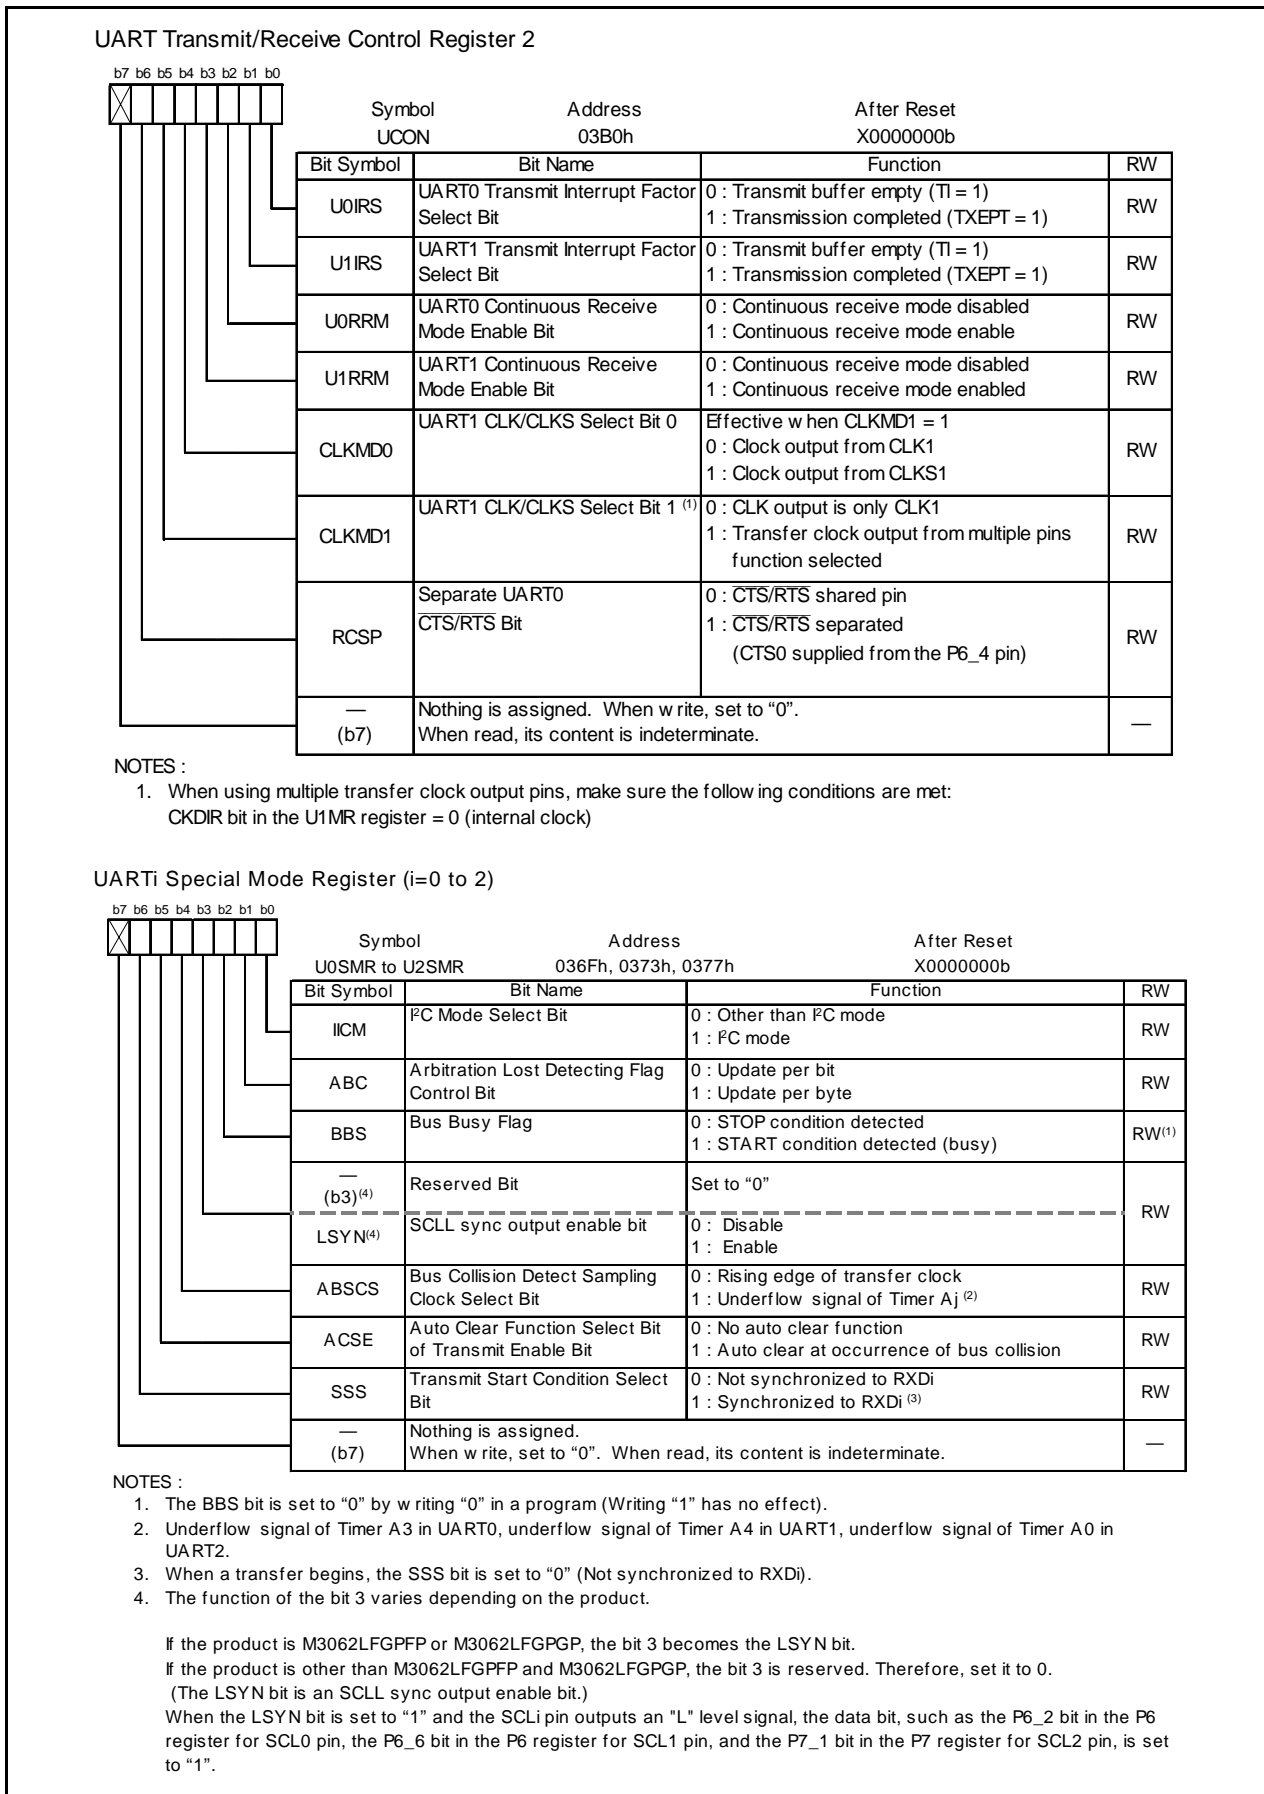 UART Transmit/Receive Control Register 2
b7 b6 b5 b4 b3 b2 b1 b0
Symbol Address After Reset
UCON 03B0h X0000000b
Bit Symbol Bit Name Function RW
U0IRS UART0 Transmit Interrupt Factor Select Bit 0 : Transmit buffer empty (TI = 1)
1 : Transmission completed (TXEPT = 1) RW
U1IRS UART1 Transmit Interrupt Factor Select Bit 0 : Transmit buffer empty (TI = 1)
1 : Transmission completed (TXEPT = 1) RW
U0RRM UART0 Continuous Receive Mode Enable Bit 0 : Continuous receive mode disabled
1 : Continuous receive mode enable RW
U1RRM UART1 Continuous Receive Mode Enable Bit 0 : Continuous receive mode disabled
1 : Continuous receive mode enabled RW
CLKMD0 UART1 CLK/CLKS Select Bit 0 Effective when CLKMD1 = 1
0 : Clock output from CLK1
1 : Clock output from CLKS1 RW
CLKMD1 UART1 CLK/CLKS Select Bit 1 (1) 0 : CLK output is only CLK1
1 : Transfer clock output from multiple pins
function selected RW
RCSP Separate UART0 CTS/RTS Bit 0 : CTS/RTS shared pin
1 : CTS/RTS separated
(CTS0 supplied from the P6_4 pin) RW
— (b7) Nothing is assigned. When write, set to “0”.
When read, its content is indeterminate. —
NOTES :
1. When using multiple transfer clock output pins, make sure the following conditions are met:
CKDIR bit in the U1MR register = 0 (internal clock)
UARTi Special Mode Register (i=0 to 2)
b7 b6 b5 b4 b3 b2 b1 b0
Symbol Address After Reset
U0SMR to U2SMR 036Fh, 0373h, 0377h X0000000b
Bit Symbol Bit Name Function RW
IICM I²C Mode Select Bit 0 : Other than I²C mode
1 : I²C mode RW
ABC Arbitration Lost Detecting Flag Control Bit 0 : Update per bit
1 : Update per byte RW
BBS Bus Busy Flag 0 : STOP condition detected
1 : START condition detected (busy) RW(1)
— (b3)(4) Reserved Bit Set to “0” RW
LSYN(4) SCLL sync output enable bit 0 : Disable
1 : Enable
ABSCS Bus Collision Detect Sampling Clock Select Bit 0 : Rising edge of transfer clock
1 : Underflow signal of Timer Aj (2) RW
ACSE Auto Clear Function Select Bit of Transmit Enable Bit 0 : No auto clear function
1 : Auto clear at occurrence of bus collision RW
SSS Transmit Start Condition Select Bit 0 : Not synchronized to RXDi
1 : Synchronized to RXDi (3) RW
— (b7) Nothing is assigned.
When write, set to “0”. When read, its content is indeterminate. —
NOTES :
1. The BBS bit is set to “0” by writing “0” in a program (Writing “1” has no effect).
2. Underflow signal of Timer A3 in UART0, underflow signal of Timer A4 in UART1, underflow signal of Timer A0 in
UART2.
3. When a transfer begins, the SSS bit is set to “0” (Not synchronized to RXDi).
4. The function of the bit 3 varies depending on the product.
If the product is M3062LFGPFP or M3062LFGPGP, the bit 3 becomes the LSYN bit.
If the product is other than M3062LFGPFP and M3062LFGPGP, the bit 3 is reserved. Therefore, set it to 0.
(The LSYN bit is an SCLL sync output enable bit.)
When the LSYN bit is set to “1” and the SCLi pin outputs an "L" level signal, the data bit, such as the P6_2 bit in the P6
register for SCL0 pin, the P6_6 bit in the P6 register for SCL1 pin, and the P7_1 bit in the P7 register for SCL2 pin, is set
to “1”.